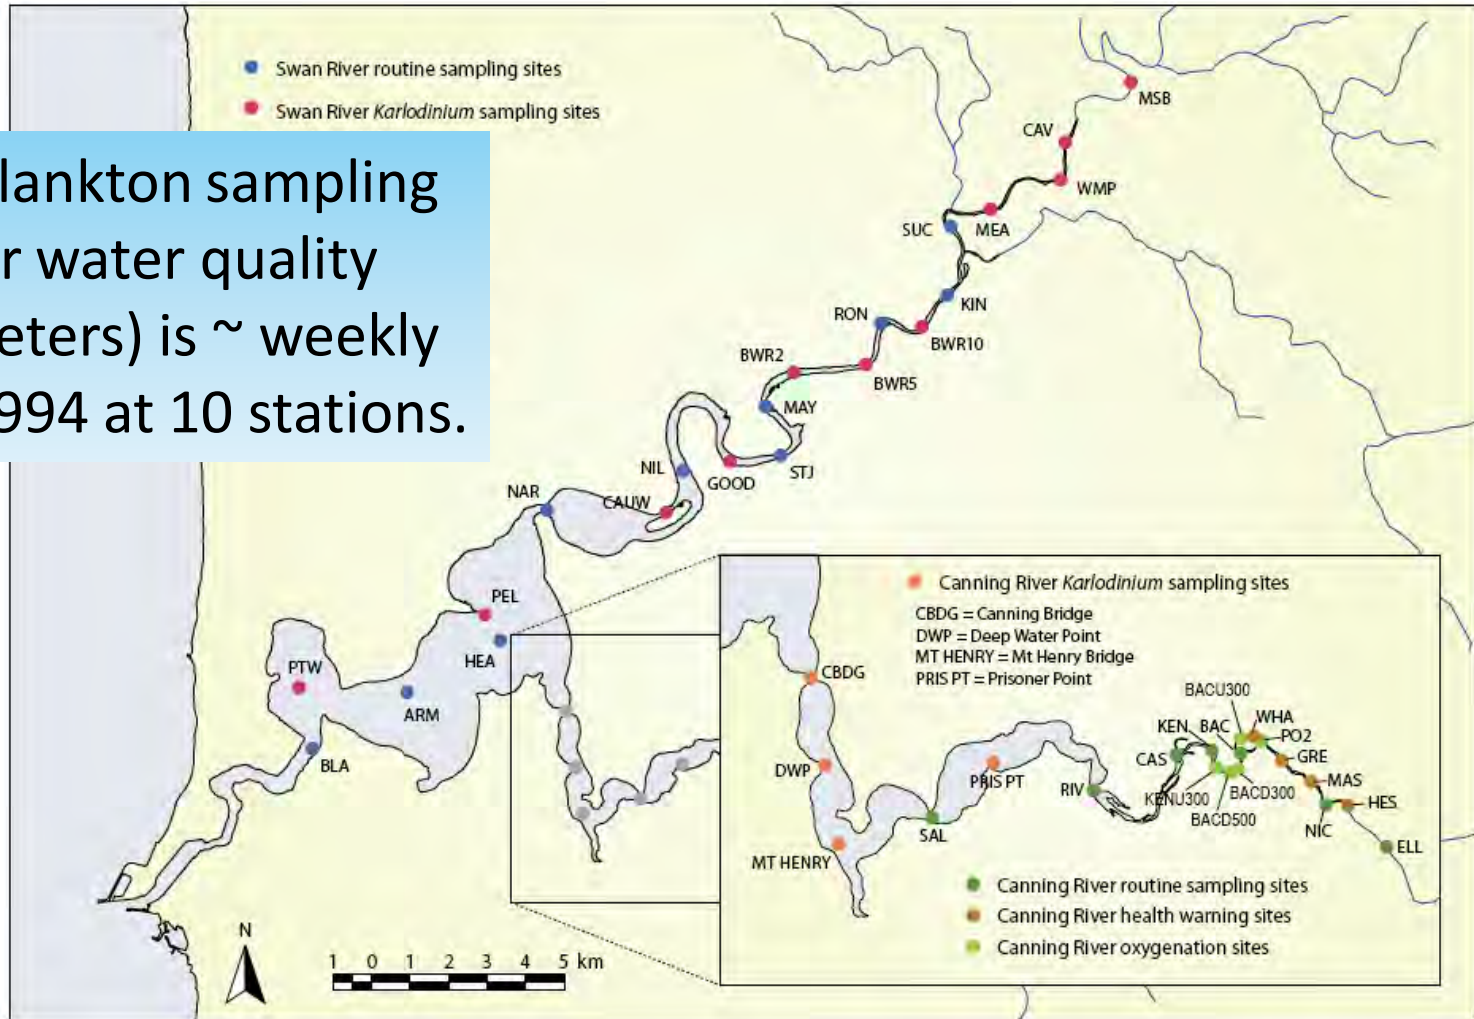 Swan River routine sampling sites
Swan River Karlodinium sampling sites
lankton sampling
r water quality
eters) is ~ weekly
994 at 10 stations.
MSB
CAV
WMP
MEA
SUC
KIN
RON
BWR10
BWR2
BWR5
MAY
STJ
NIL
GOOD
NAR
CAUW
PEL
HEA
PTW
ARM
BLA
Canning River Karlodinium sampling sites
CBDG = Canning Bridge
DWP = Deep Water Point
MT HENRY = Mt Henry Bridge
PRIS PT = Prisoner Point
CBDG
BACU300
KEN
BAC
WHA
PO2
CAS
GRE
DWP
PRIS PT
RIV
KENU300
BACD300
MAS
BACD500
HES
NIC
SAL
ELL
MT HENRY
Canning River routine sampling sites
Canning River health warning sites
Canning River oxygenation sites
N
1 0 1 2 3 4 5 km